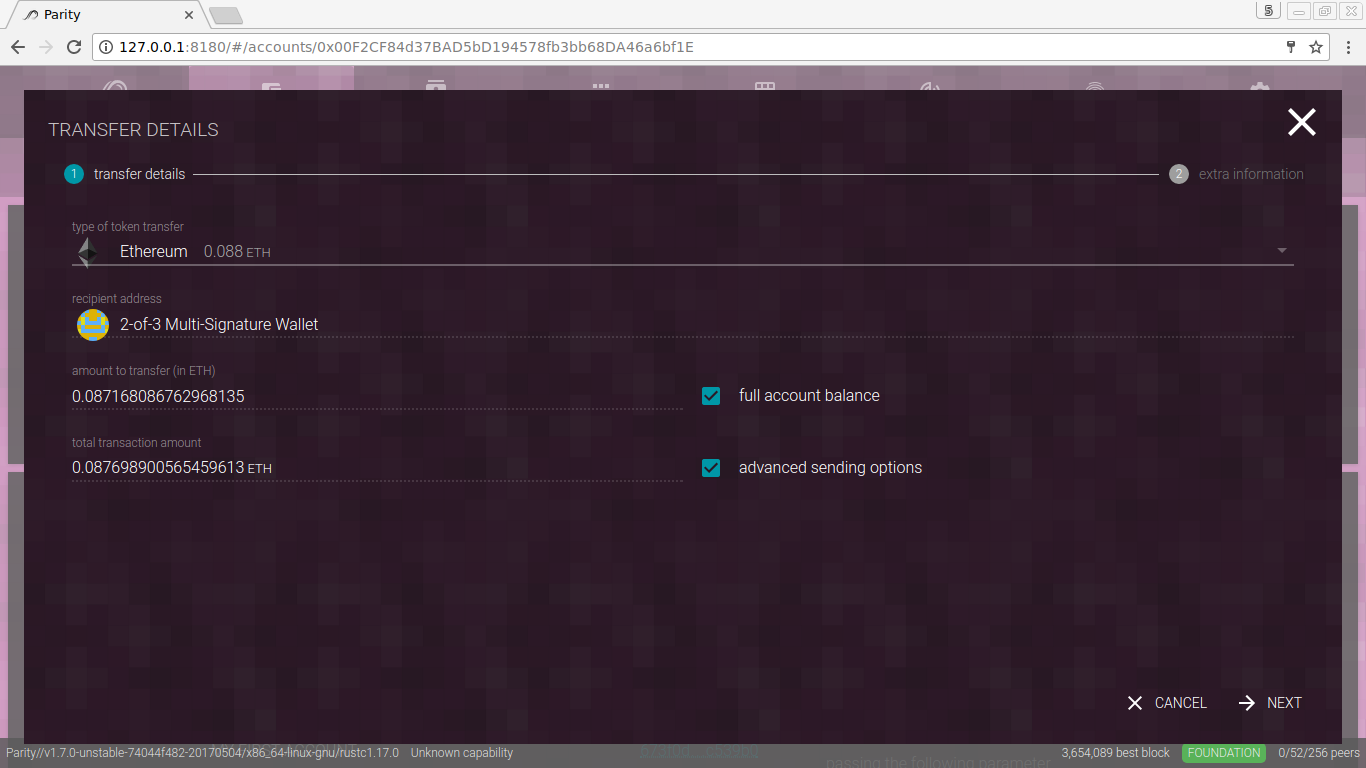 Parity
5
127.0.0.1:8180/#/accounts/0x00F2CF84d37BAD5bD194578fb3bb68DA46a6bf1E
TRANSFER DETAILS
1 transfer details
2 extra information
type of token transfer
Ethereum 0.088 ETH
recipient address
2-of-3 Multi-Signature Wallet
amount to transfer (in ETH)
0.087168086762968135
full account balance
total transaction amount
0.087698900565459613 ETH
advanced sending options
CANCEL
NEXT
passing the following parameter
Parity//v1.7.0-unstable-74044f482-20170504/x86_64-linux-gnu/rustc1.17.0 Unknown capability
3,654,089 best block FOUNDATION 0/52/256 peers